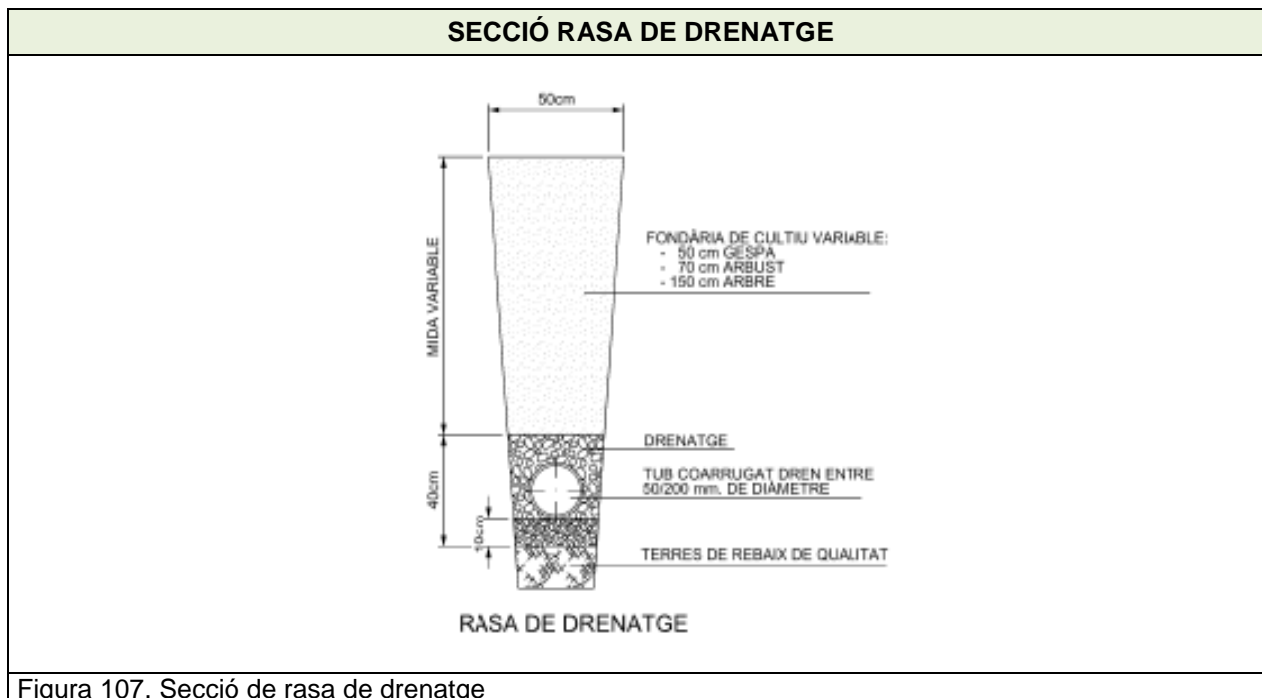 SECCIÓ RASA DE DRENATGE
50cm
MIDA VARIABLE
FONDÀRIA DE CULTIU VARIABLE:
- 50 cm GESPA
- 70 cm ARBUST
- 150 cm ARBRE
40cm
10cm
DRENATGE
TUB COARRUGAT DREN ENTRE
50/200 mm. DE DIÀMETRE
TERRES DE REBAIX DE QUALITAT
RASA DE DRENATGE
Figura 107. Secció de rasa de drenatge